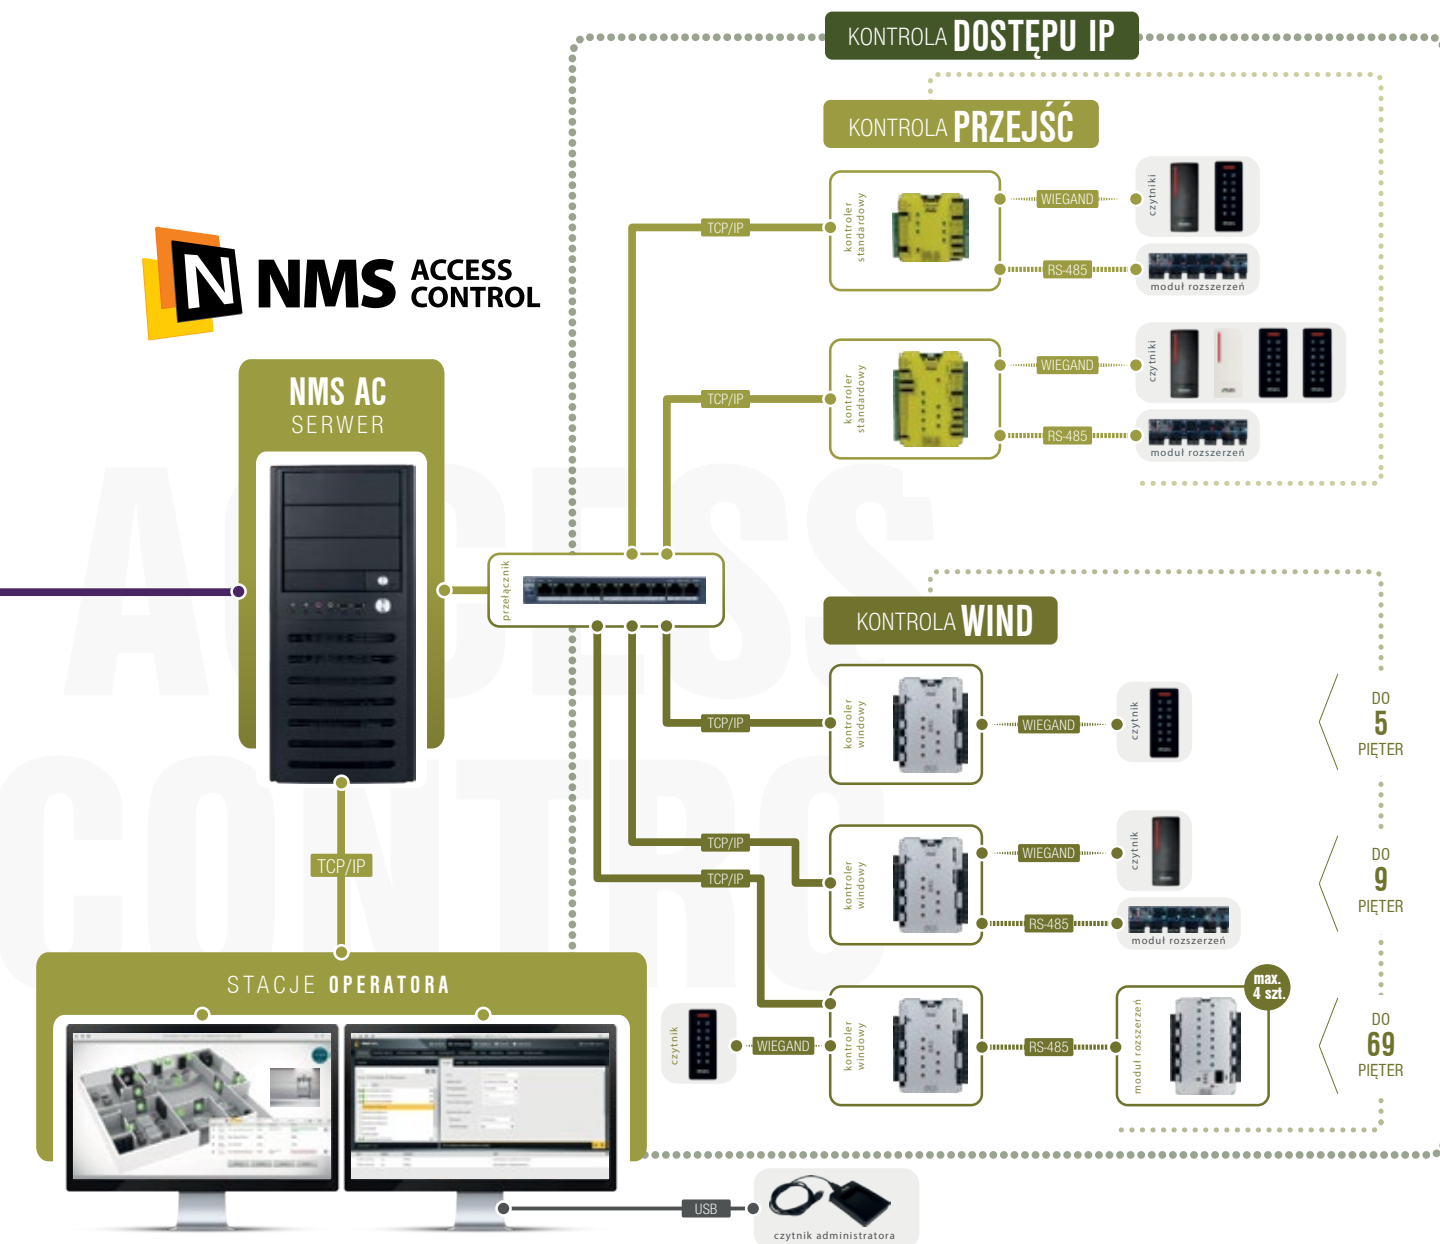 KONTROLA DOSTĘPU IP
KONTROLA PRZEJŚĆ
kontroler
standardowy
TCP/IP
WIEGAND
czytniki
RS-485
moduł rozszerzeń
NMS ACCESS
CONTROL
kontroler
standardowy
TCP/IP
WIEGAND
czytniki
RS-485
moduł rozszerzeń
NMS AC
SERWER
ACCESS
CONTRO
przełącznik
KONTROLA WIND
TCP/IP
kontroler
windowy
WIEGAND
czytnik
DO
5
PIĘTER
TCP/IP
TCP/IP
kontroler
windowy
WIEGAND
czytnik
RS-485
moduł rozszerzeń
DO
9
PIĘTER
TCP/IP
STACJE OPERATORA
czytnik
WIEGAND
kontroler
windowy
RS-485
moduł rozszerzeń
max.
4 szt.
DO
69
PIĘTER
USB
czytnik administratora